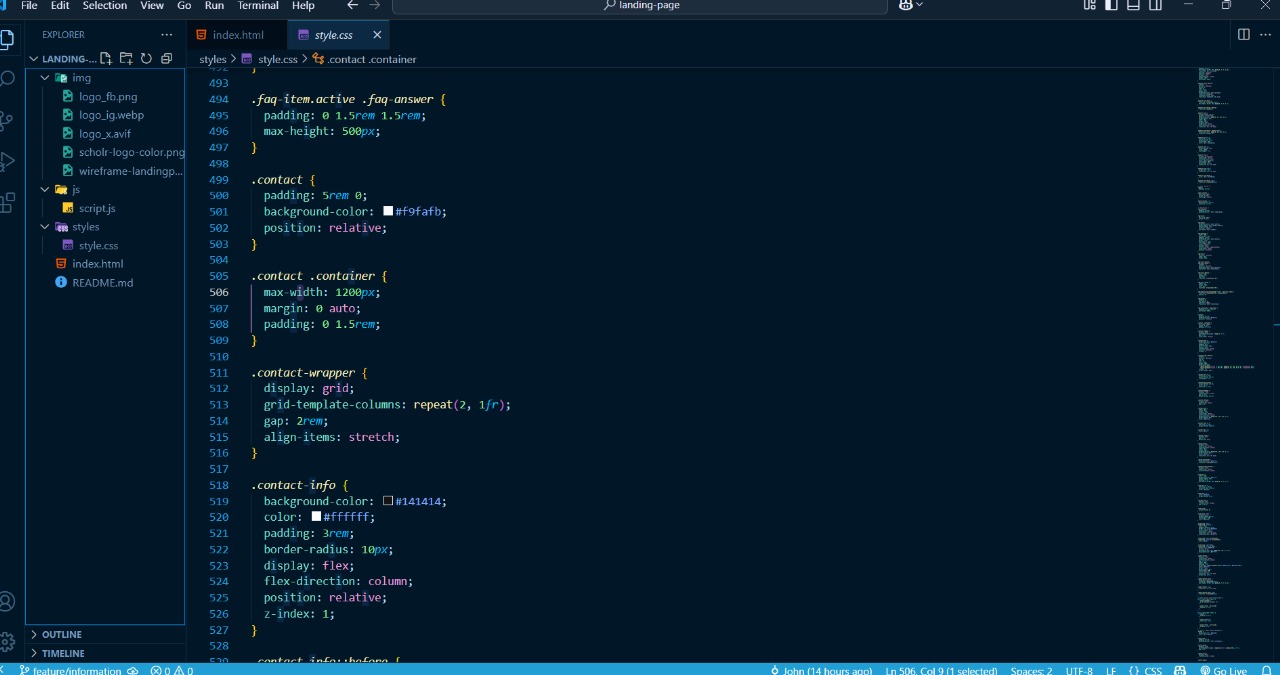 File Edit Selection View Go Run Terminal Help
landing-page
EXPLORER
LANDING-...
img
logo_fb.png
logo_ig.webp
logo_x.avif
scholr-logo-color.png
wireframe-landingp...
js
script.js
styles
style.css
index.html
README.md
OUTLINE
TIMELINE
index.html style.css
styles > style.css > .contact .container
492 }
493
494 .faq-item.active .faq-answer {
495 padding: 0 1.5rem 1.5rem;
496 max-height: 500px;
497 }
498
499 .contact {
500 padding: 5rem 0;
501 background-color: #f9fafb;
502 position: relative;
503 }
504
505 .contact .container {
506 max-width: 1200px;
507 margin: 0 auto;
508 padding: 0 1.5rem;
509 }
510
511 .contact-wrapper {
512 display: grid;
513 grid-template-columns: repeat(2, 1fr);
514 gap: 2rem;
515 align-items: stretch;
516 }
517
518 .contact-info {
519 background-color: #141414;
520 color: #ffffff;
521 padding: 3rem;
522 border-radius: 10px;
523 display: flex;
524 flex-direction: column;
525 position: relative;
526 z-index: 1;
527 }
528
529 .contact-info::before {
feature/information 0 0 John (14 hours ago) Ln 506, Col 9 (1 selected) Spaces: 2 UTF-8 LF {} CSS Go Live